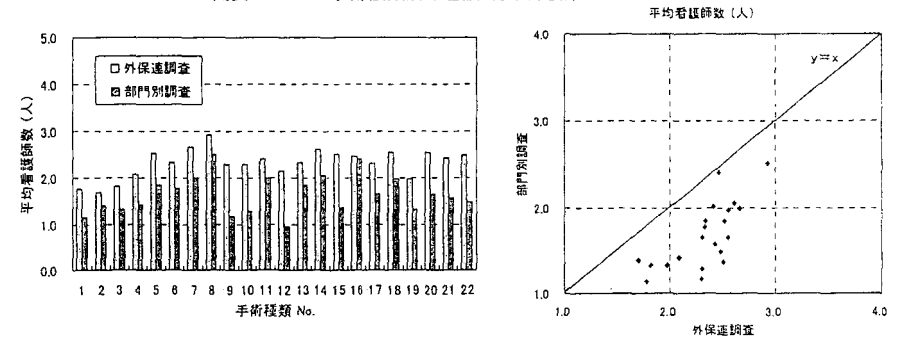 平均看護師数（人）
5.0
4.0
3.0
2.0
1.0
0.0
平均看護師数（人）
外保連調査
部門別調査
1 2 3 4 5 6 7 8 9 10 11 12 13 14 15 16 17 18 19 20 21 22
手術種類 No.
4.0
3.0
2.0
1.0
部門別調査
y=x
1.0 2.0 3.0 4.0
外保連調査